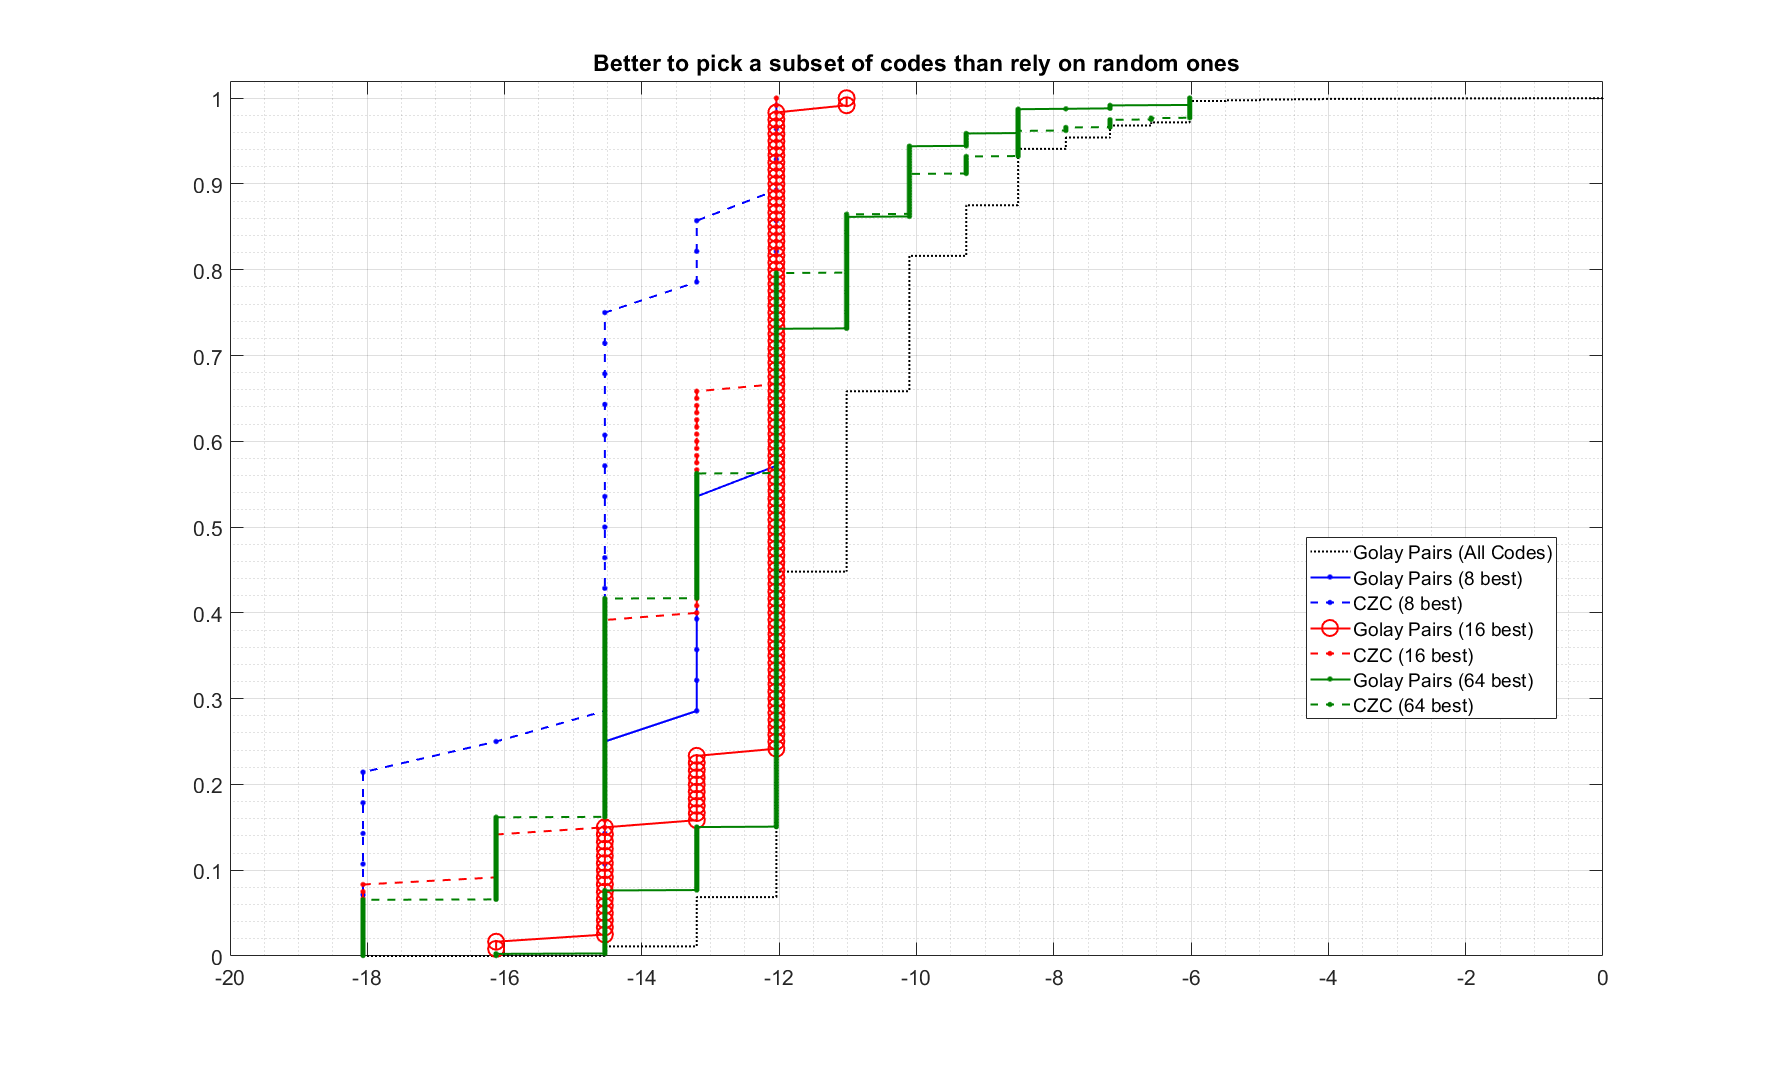 Better to pick a subset of codes than rely on random ones
1
0.9
0.8
0.7
0.6
0.5
0.4
0.3
0.2
0.1
0
Golay Pairs (All Codes)
Golay Pairs (8 best)
CZC (8 best)
Golay Pairs (16 best)
CZC (16 best)
Golay Pairs (64 best)
CZC (64 best)
-20 -18 -16 -14 -12 -10 -8 -6 -4 -2 0